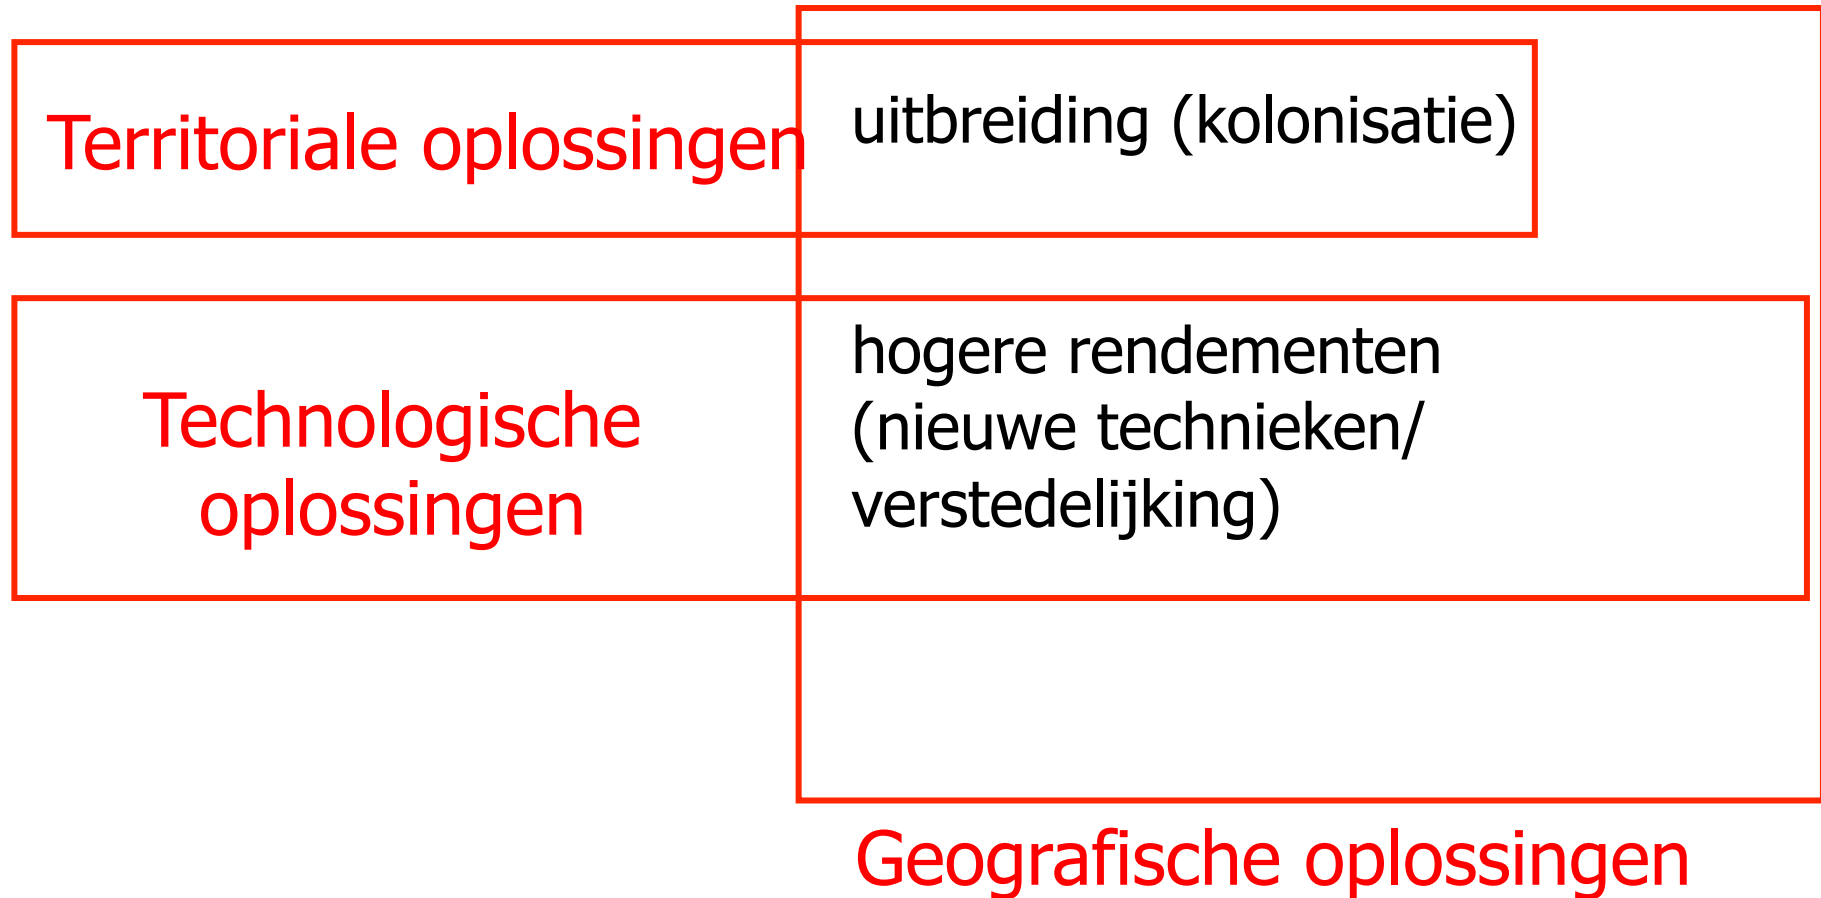 Territoriale oplossingen
uitbreiding (kolonisatie)
Technologische
oplossingen
hogere rendementen
(nieuwe technieken/
verstedelijking)
Geografische oplossingen